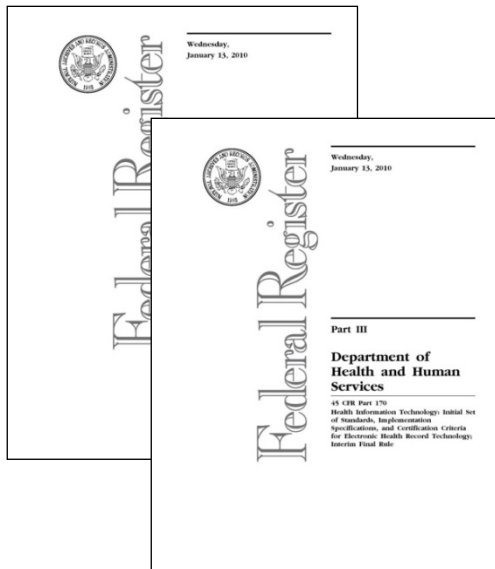 Wednesday,
January 13, 2010
Federal Register
Wednesday,
January 13, 2010
Federal Register
Part III
Department of
Health and Human
Services
45 CFR Part 170
Health Information Technology: Initial Set
of Standards, Implementation
Specifications, and Certification Criteria
for Electronic Health Record Technology;
Interim Final Rule